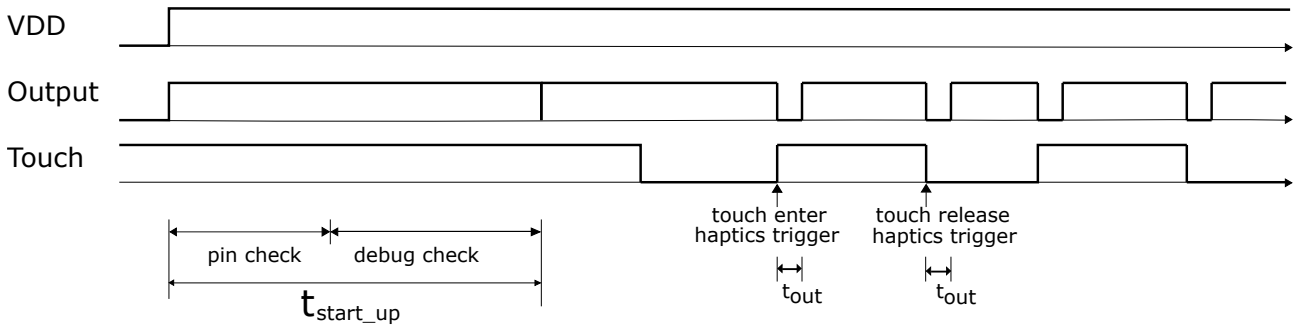 VDD
Output
Touch
touch enter
haptics trigger
touch release
haptics trigger
pin check
debug check
tstart_up
tout
tout